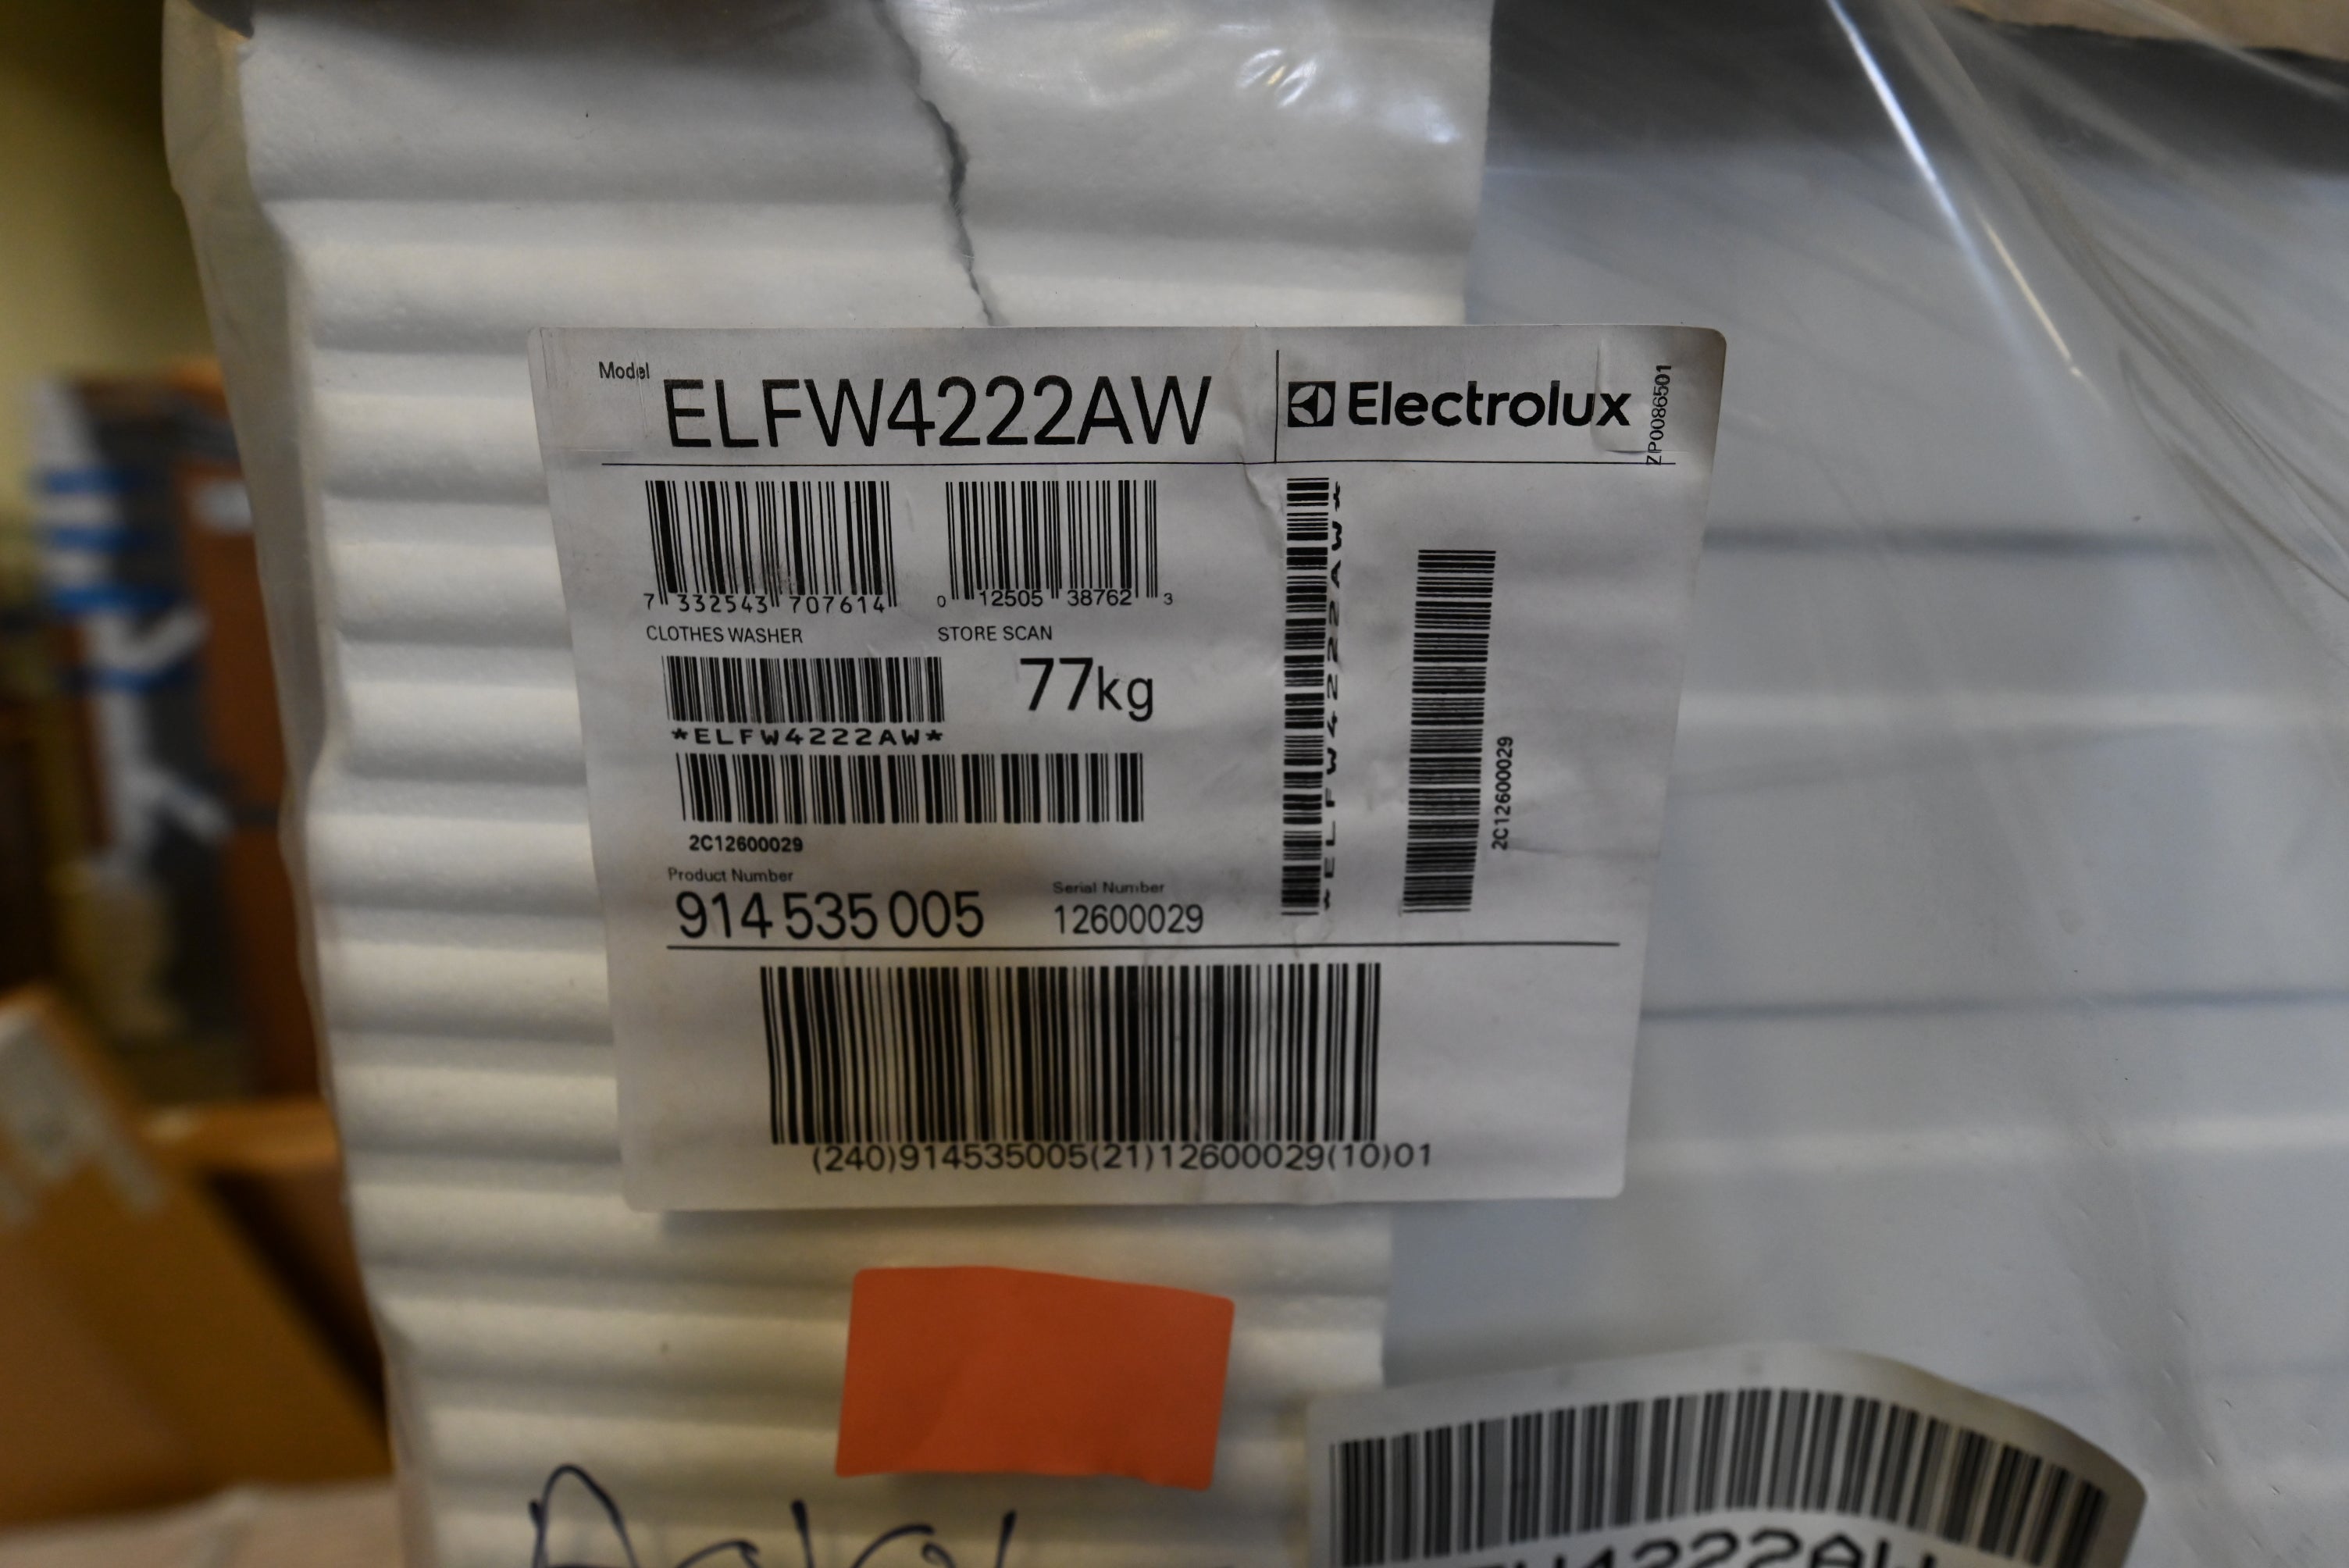 Model ELFW4222AW
Electrolux
ZP0086501
7 332543 707614
0 12505 38762 3
CLOTHES WASHER
STORE SCAN
*ELFW4222AW*
77kg
2C12600029
Product Number
914 535 005
Serial Number
12600029
*ELFW4222AW*
2C12600029
(240)914535005(21)12600029(10)01